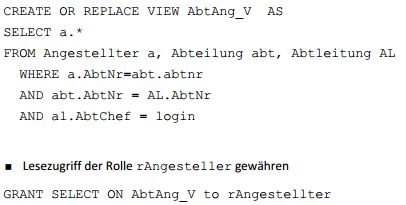 CREATE OR REPLACE VIEW AbtAng_V  AS
SELECT a.*
FROM Angestellter a, Abteilung abt, Abtleitung AL
  WHERE a.AbtNr=abt.abtnr
  AND abt.AbtNr = AL.AbtNr
  AND al.AbtChef = login
▪ Lesezugriff der Rolle rAngesteller gewähren
GRANT SELECT ON AbtAng_V to rAngestellter